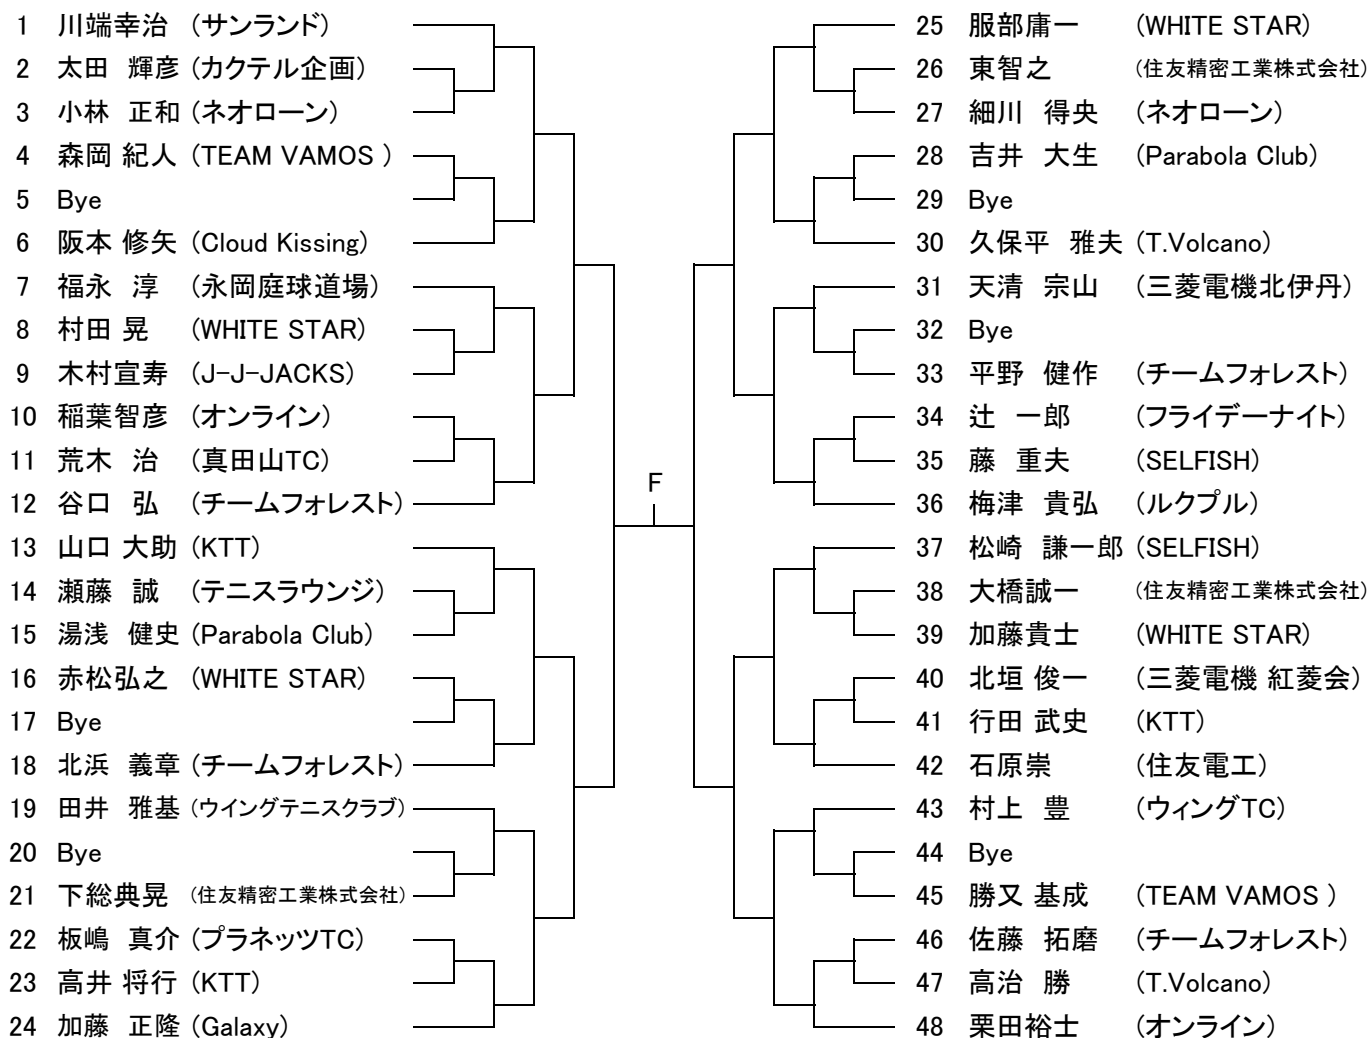 1 川端幸治 (サンランド)
2 太田 輝彦 (カクテル企画)
3 小林 正和 (ネオローン)
4 森岡 紀人 (TEAM VAMOS )
5 Bye
6 阪本 修矢 (Cloud Kissing)
7 福永 淳 (永岡庭球道場)
8 村田 晃 (WHITE STAR)
9 木村宣寿 (J-J-JACKS)
10 稲葉智彦 (オンライン)
11 荒木 治 (真田山TC)
12 谷口 弘 (チームフォレスト)
13 山口 大助 (KTT)
14 瀬藤 誠 (テニスラウンジ)
15 湯浅 健史 (Parabola Club)
16 赤松弘之 (WHITE STAR)
17 Bye
18 北浜 義章 (チームフォレスト)
19 田井 雅基 (ウイングテニスクラブ)
20 Bye
21 下総典晃 (住友精密工業株式会社)
22 板嶋 真介 (プラネッツTC)
23 高井 将行 (KTT)
24 加藤 正隆 (Galaxy)
F
25 服部庸一 (WHITE STAR)
26 東智之 (住友精密工業株式会社)
27 細川 得央 (ネオローン)
28 吉井 大生 (Parabola Club)
29 Bye
30 久保平 雅夫 (T.Volcano)
31 天清 宗山 (三菱電機北伊丹)
32 Bye
33 平野 健作 (チームフォレスト)
34 辻 一郎 (フライデーナイト)
35 藤 重夫 (SELFISH)
36 梅津 貴弘 (ルクプル)
37 松崎 謙一郎 (SELFISH)
38 大橋誠一 (住友精密工業株式会社)
39 加藤貴士 (WHITE STAR)
40 北垣 俊一 (三菱電機 紅菱会)
41 行田 武史 (KTT)
42 石原崇 (住友電工)
43 村上 豊 (ウィングTC)
44 Bye
45 勝又 基成 (TEAM VAMOS )
46 佐藤 拓磨 (チームフォレスト)
47 高治 勝 (T.Volcano)
48 栗田裕士 (オンライン)